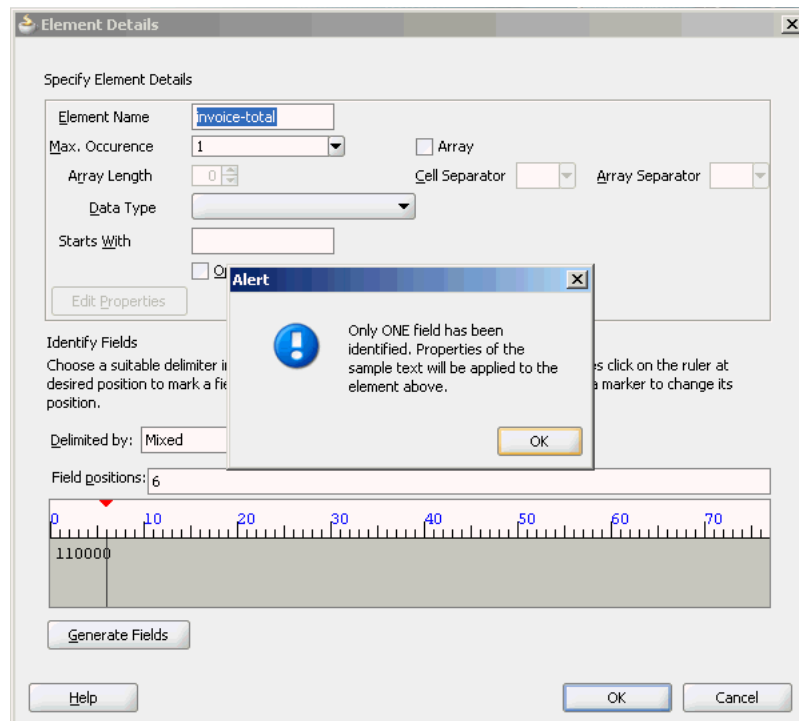 Element Details
Specify Element Details
Element Name invoice-total
Max. Occurence 1 Array
Array Length 0 Cell Separator Array Separator
Data Type
Starts With
Edit Properties
Alert
Only ONE field has been
identified. Properties of the
sample text will be applied to the
element above.
OK
Identify Fields
Choose a suitable delimiter click on the ruler at
desired position to mark a marker to change its
position.
Delimited by: Mixed
Field positions: 6
0 10 20 30 40 50 60 70
110000
Generate Fields
Help OK Cancel